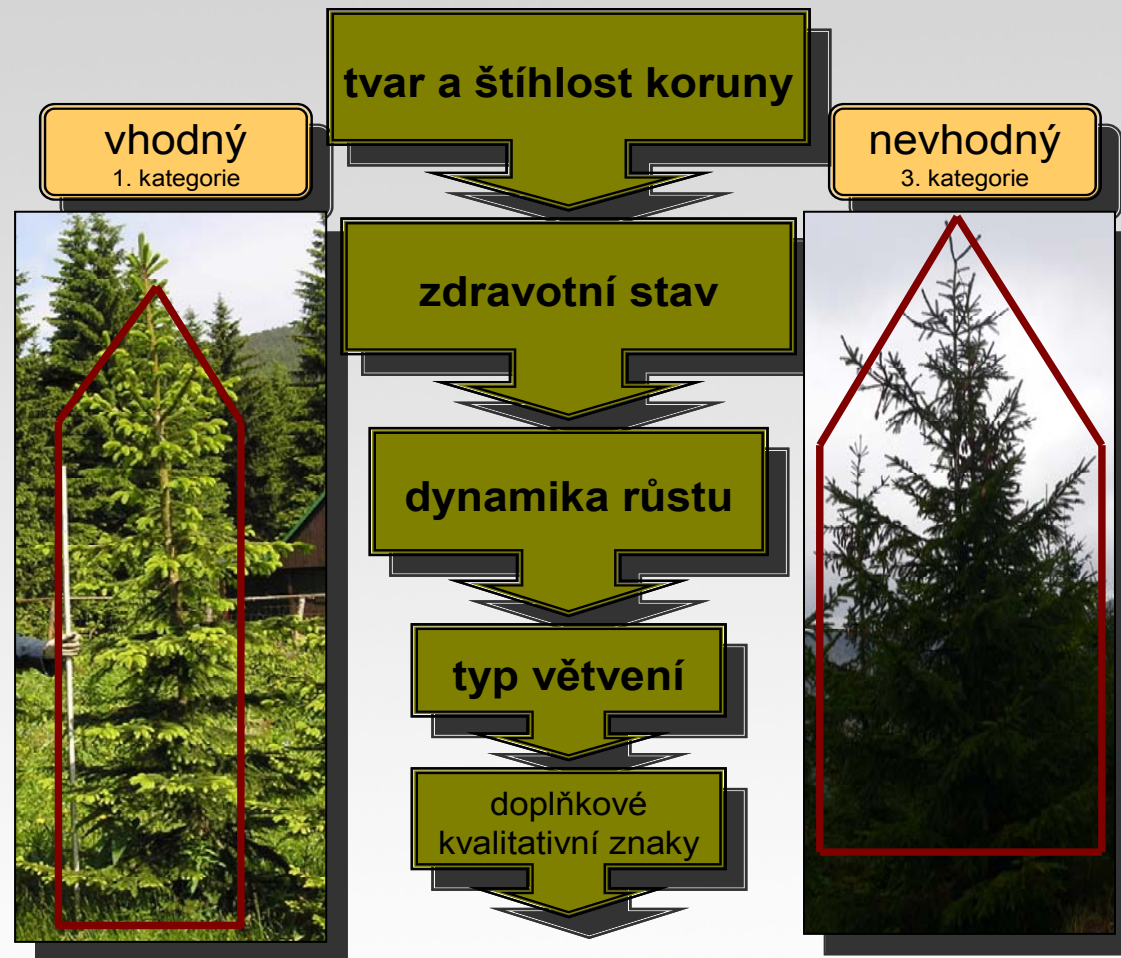 tvar a štíhlost koruny
vhodný
1. kategorie
nevhodný
3. kategorie
zdravotní stav
dynamika růstu
typ větvení
doplňkové
kvalitativní znaky